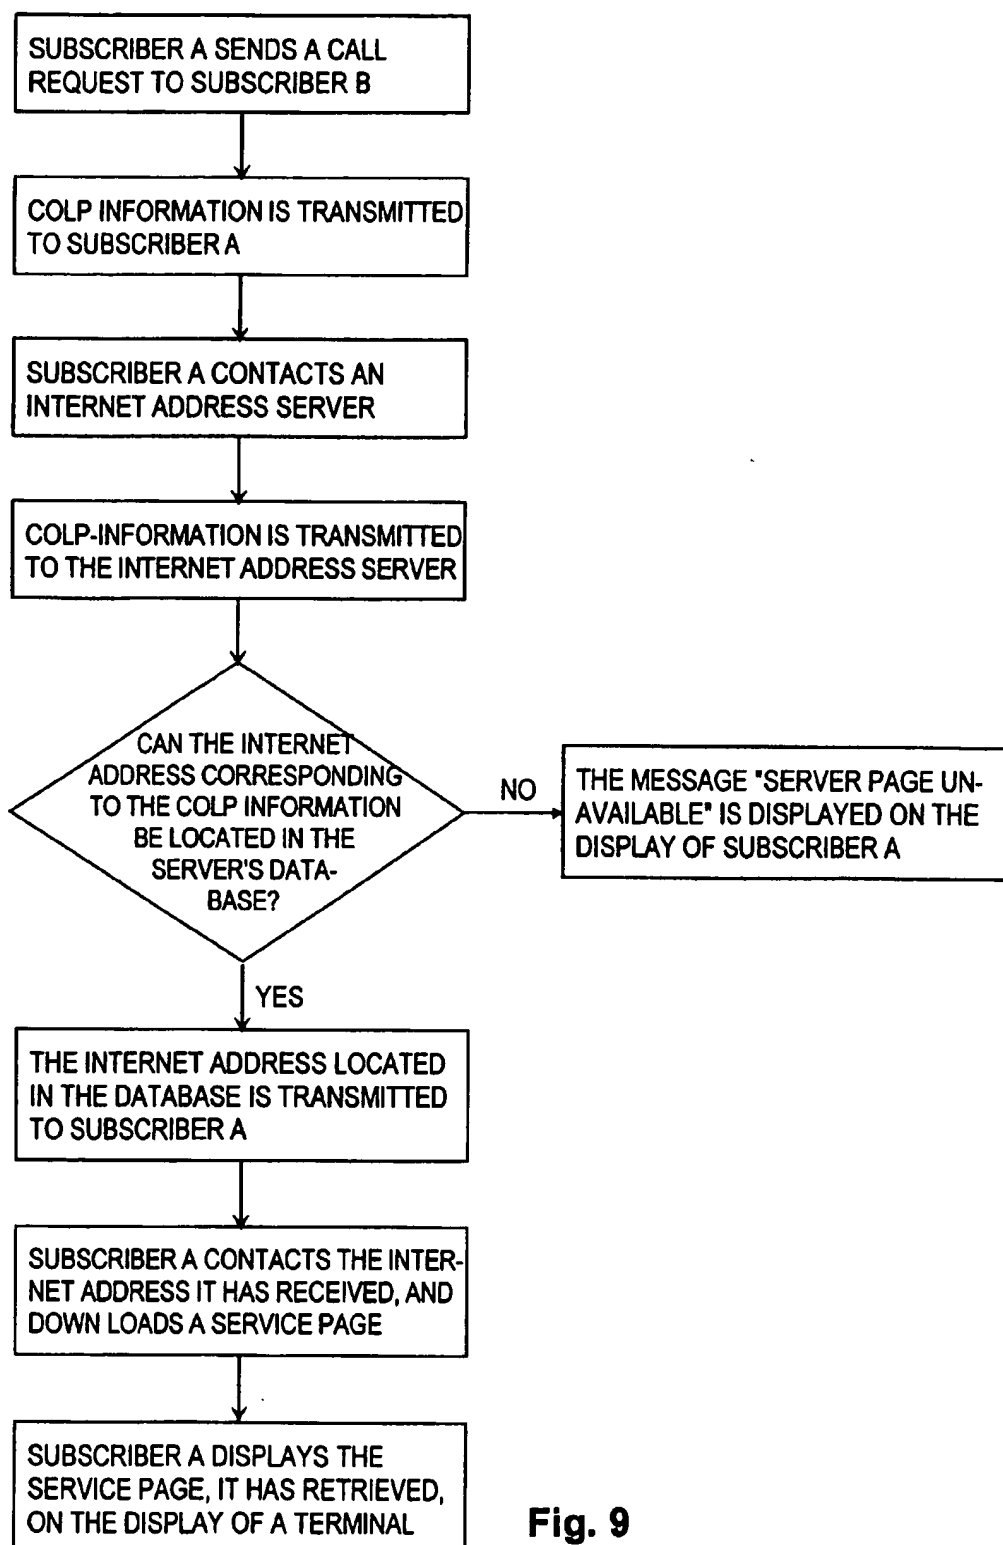 SUBSCRIBER A SENDS A CALL
REQUEST TO SUBSCRIBER B
COLP INFORMATION IS TRANSMITTED
TO SUBSCRIBER A
SUBSCRIBER A CONTACTS AN
INTERNET ADDRESS SERVER
COLP-INFORMATION IS TRANSMITTED
TO THE INTERNET ADDRESS SERVER
CAN THE INTERNET
ADDRESS CORRESPONDING
TO THE COLP INFORMATION
BE LOCATED IN THE
SERVER'S DATA-
BASE?
NO
THE MESSAGE "SERVER PAGE UN-
AVAILABLE" IS DISPLAYED ON THE
DISPLAY OF SUBSCRIBER A
YES
THE INTERNET ADDRESS LOCATED
IN THE DATABASE IS TRANSMITTED
TO SUBSCRIBER A
SUBSCRIBER A CONTACTS THE INTER-
NET ADDRESS IT HAS RECEIVED, AND
DOWN LOADS A SERVICE PAGE
SUBSCRIBER A DISPLAYS THE
SERVICE PAGE, IT HAS RETRIEVED,
ON THE DISPLAY OF A TERMINAL
Fig. 9